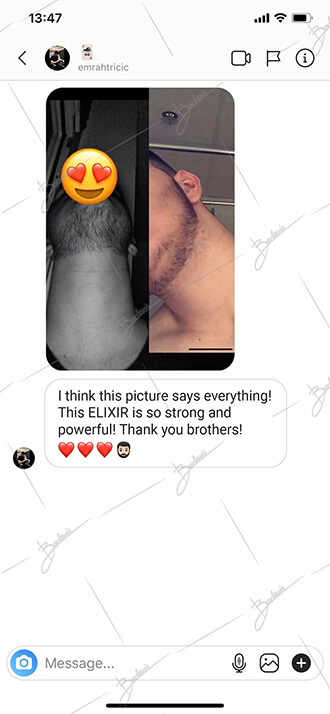 13:47
emrahtricic
I think this picture says everything!
This ELIXIR is so strong and
powerful! Thank you brothers!
❤️❤️❤️🧔🏻
Message...